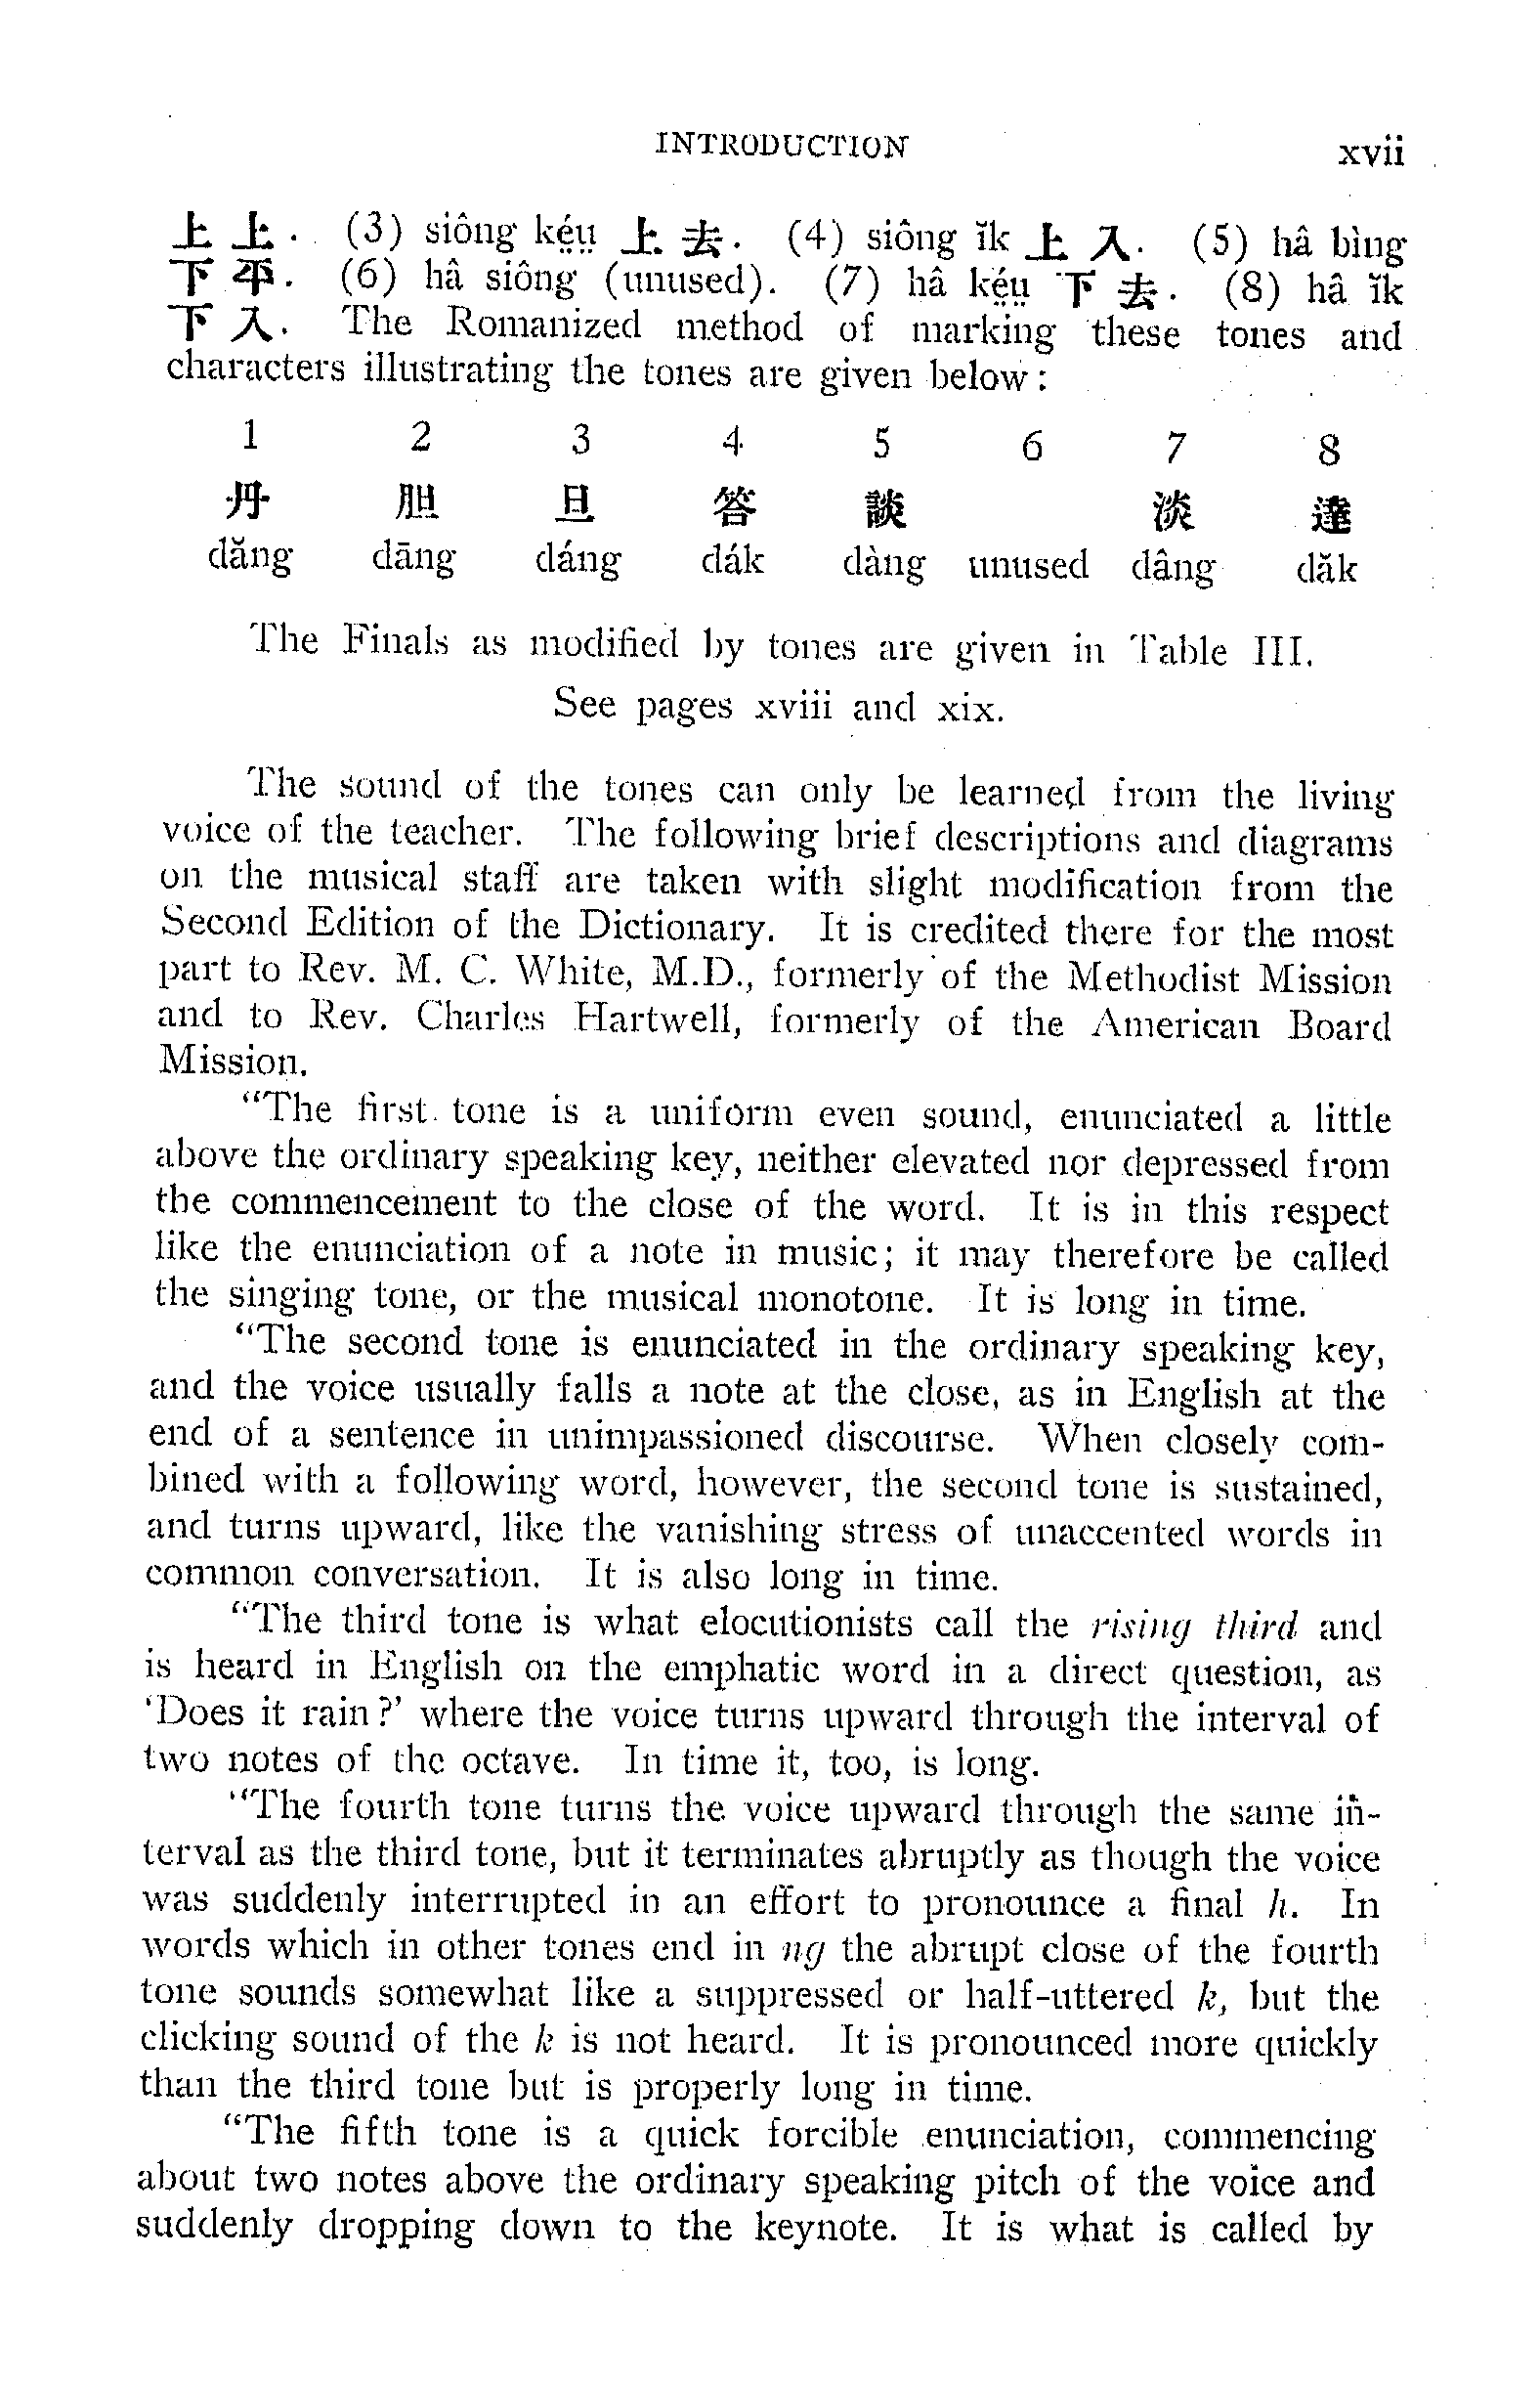 INTRODUCTION xvii
上上. (3) siông ké̤ṳ 上去. (4) siông ĭk 上入. (5) hâ bìng
下平. (6) hâ siông (unused). (7) hâ ké̤ṳ 下去. (8) hâ ĭk
下入. The Romanized method of marking these tones and
characters illustrating the tones are given below:
1 2 3 4 5 6 7 8
丹 胆 旦 答 談 淡 達
dăng dāng dáng dák dàng unused dâng dăk
The Finals as modified by tones are given in Table III.
See pages xviii and xix.
The sound of the tones can only be learned from the living
voice of the teacher. The following brief descriptions and diagrams
on the musical staff are taken with slight modification from the
Second Edition of the Dictionary. It is credited there for the most
part to Rev. M. C. White, M.D., formerly of the Methodist Mission
and to Rev. Charles Hartwell, formerly of the American Board
Mission.
"The first tone is a uniform even sound, enunciated a little
above the ordinary speaking key, neither elevated nor depressed from
the commencement to the close of the word. It is in this respect
like the enunciation of a note in music; it may therefore be called
the singing tone, or the musical monotone. It is long in time.
"The second tone is enunciated in the ordinary speaking key,
and the voice usually falls a note at the close, as in English at the
end of a sentence in unimpassioned discourse. When closely com-
bined with a following word, however, the second tone is sustained,
and turns upward, like the vanishing stress of unaccented words in
common conversation. It is also long in time.
"The third tone is what elocutionists call the rising third and
is heard in English on the emphatic word in a direct question, as
'Does it rain?' where the voice turns upward through the interval of
two notes of the octave. In time it, too, is long.
"The fourth tone turns the voice upward through the same in-
terval as the third tone, but it terminates abruptly as though the voice
was suddenly interrupted in an effort to pronounce a final h. In
words which in other tones end in ng the abrupt close of the fourth
tone sounds somewhat like a suppressed or half-uttered k, but the
clicking sound of the k is not heard. It is pronounced more quickly
than the third tone but is properly long in time.
"The fifth tone is a quick forcible enunciation, commencing
about two notes above the ordinary speaking pitch of the voice and
suddenly dropping down to the keynote. It is what is called by